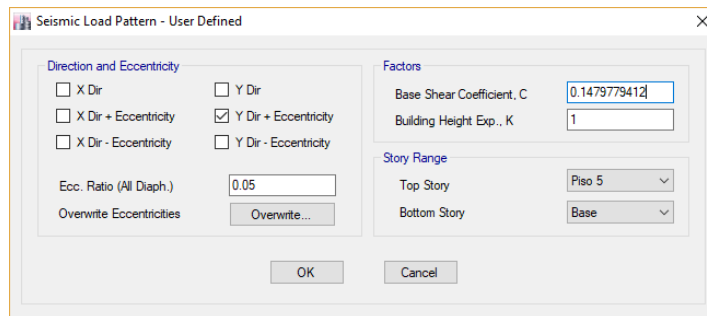 Seismic Load Pattern - User Defined
Direction and Eccentricity
X Dir
Y Dir
X Dir + Eccentricity
Y Dir + Eccentricity
X Dir - Eccentricity
Y Dir - Eccentricity
Ecc. Ratio (All Diaph.)
0.05
Overwrite Eccentricities
Overwrite...
Factors
Base Shear Coefficient, C
0.1479779412
Building Height Exp., K
1
Story Range
Top Story
Piso 5
Bottom Story
Base
OK
Cancel